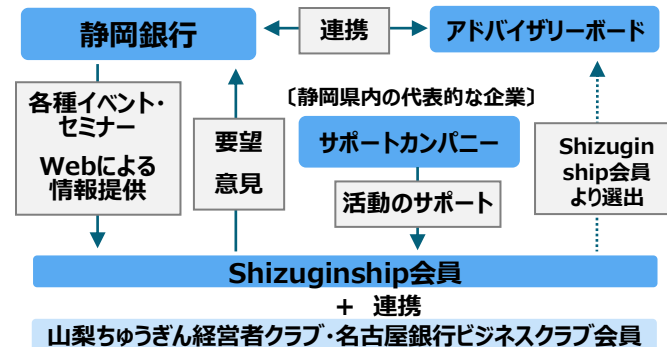 静岡銀行
連携
アドバイザリーボード
各種イベント・
セミナー
Webによる
情報提供
要望
意見
〔静岡県内の代表的な企業〕
サポートカンパニー
活動のサポート
Shizugin
ship会員
より選出
Shizuginship会員
+ 連携
山梨ちゅうぎん経営者クラブ・名古屋銀行ビジネスクラブ会員